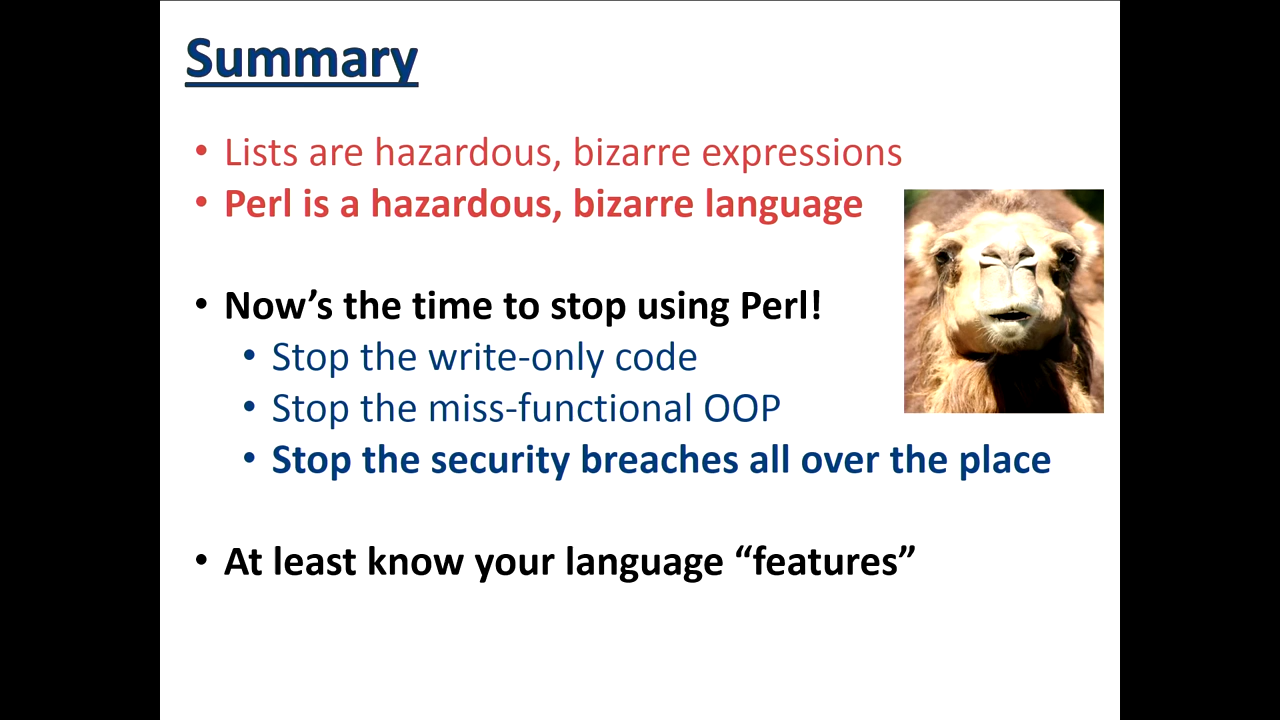 Summary
• Lists are hazardous, bizarre expressions
• Perl is a hazardous, bizarre language
• Now’s the time to stop using Perl!
• Stop the write-only code
• Stop the miss-functional OOP
• Stop the security breaches all over the place
• At least know your language “features”